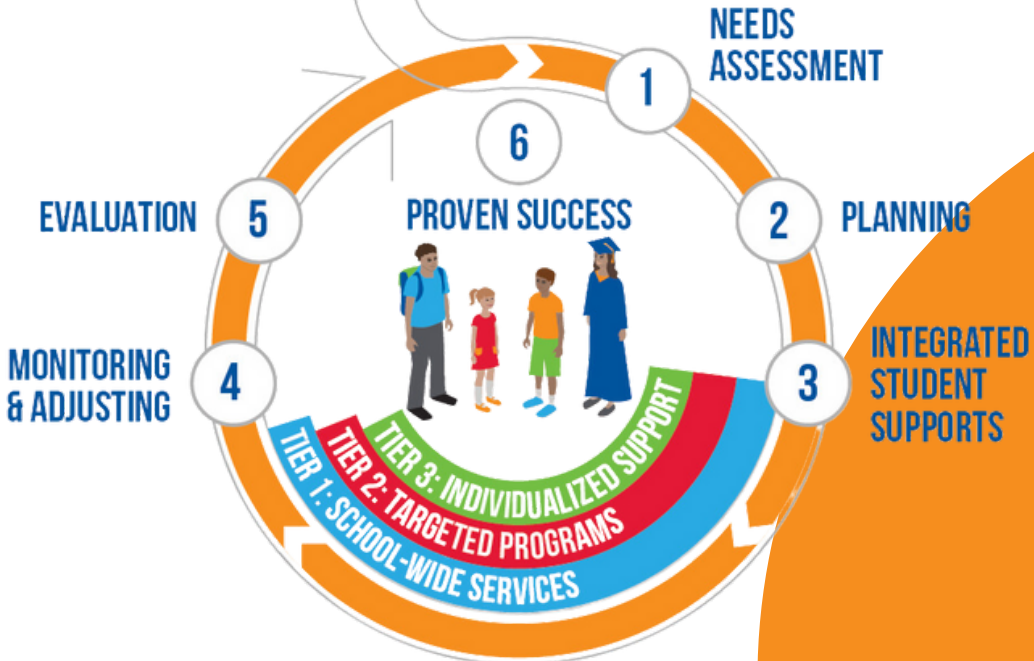 1
NEEDS
ASSESSMENT
6
PROVEN SUCCESS
2
PLANNING
3
INTEGRATED
STUDENT
SUPPORTS
4
MONITORING
& ADJUSTING
5
EVALUATION
TIER 3: INDIVIDUALIZED SUPPORT
TIER 2: TARGETED PROGRAMS
TIER 1: SCHOOL-WIDE SERVICES